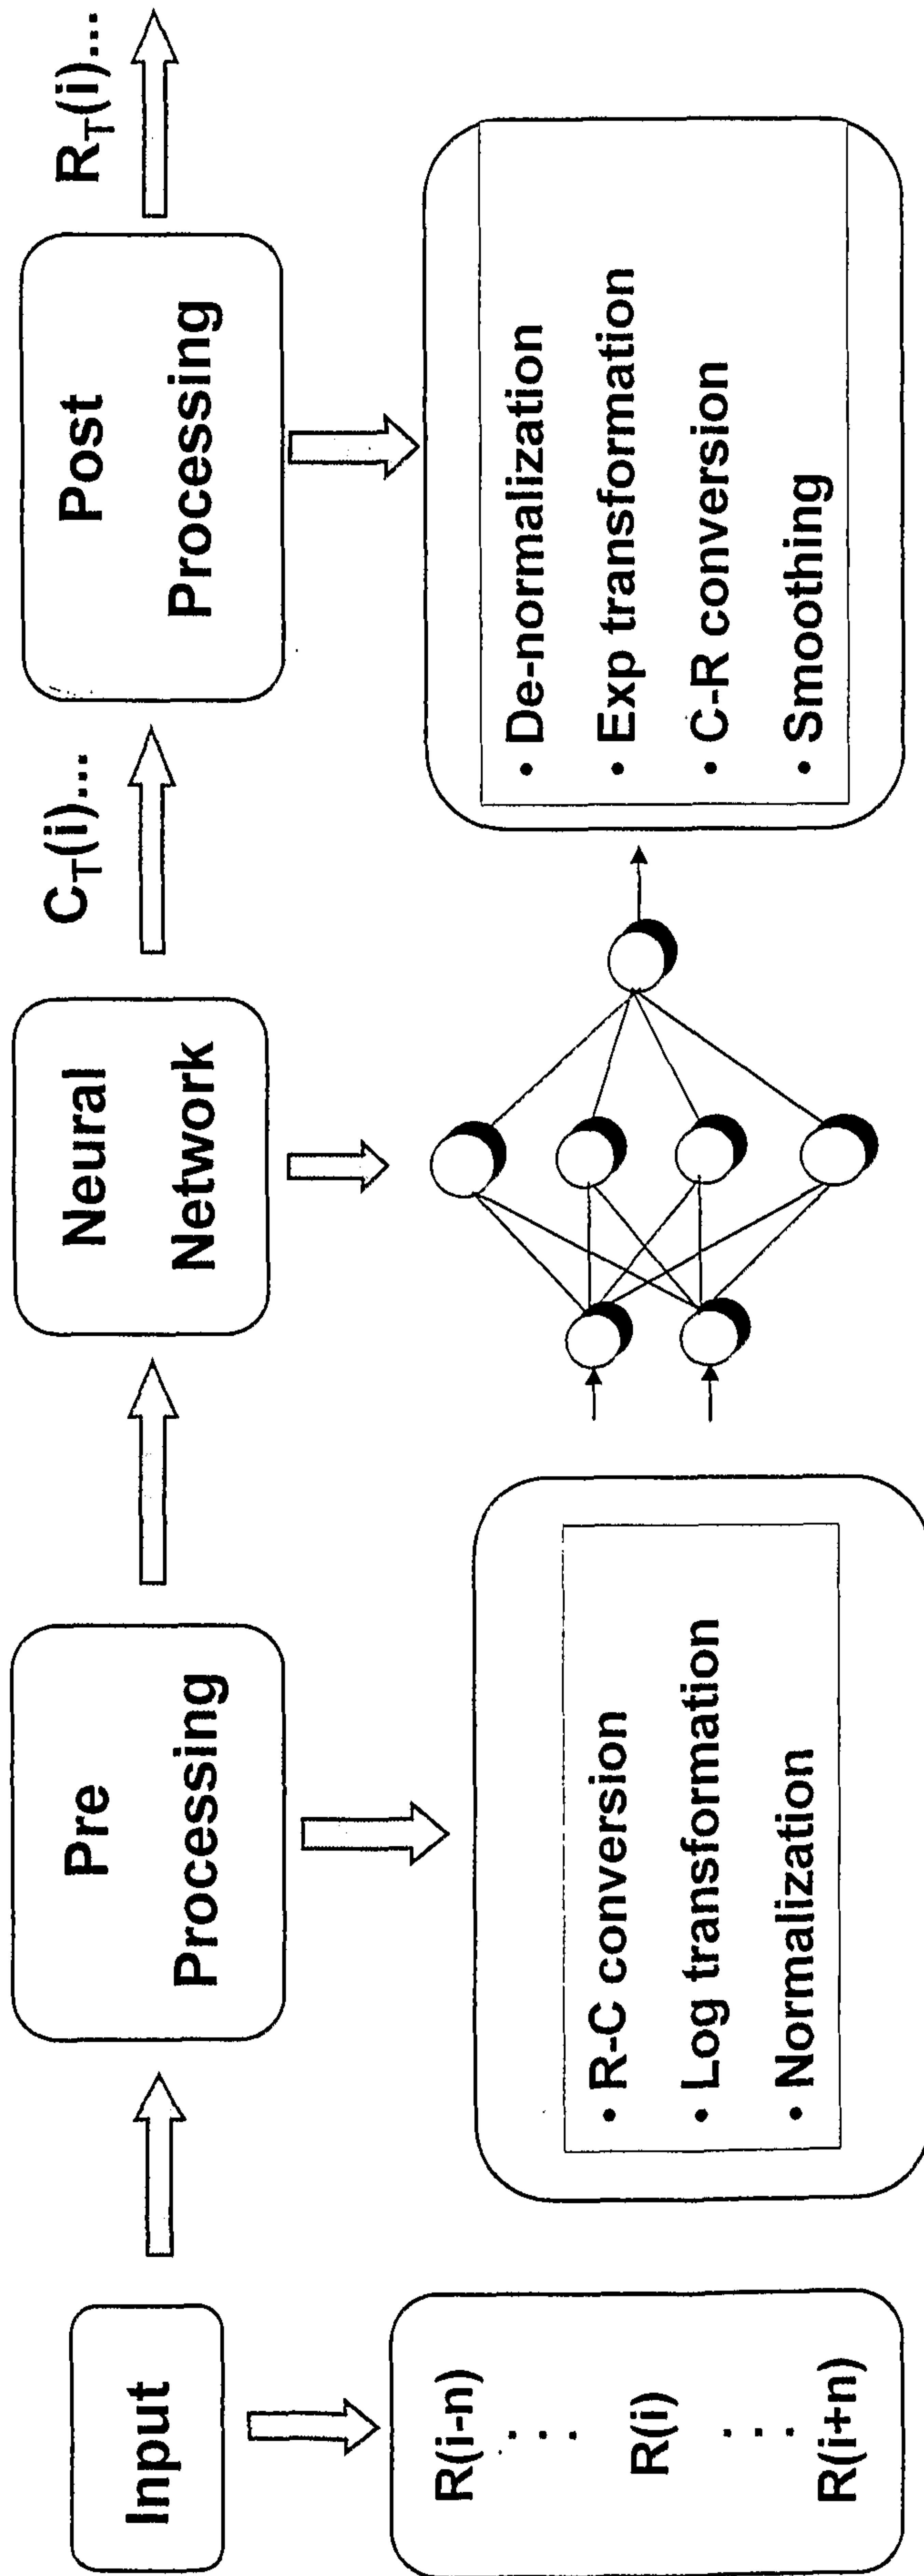 Input
Pre
Processing
Neural
Network
C_T(i)...
Post
Processing
R_T(i)...
R(i-n)
⋮
R(i)
⋮
R(i+n)
• R-C conversion
• Log transformation
• Normalization
• De-normalization
• Exp transformation
• C-R conversion
• Smoothing